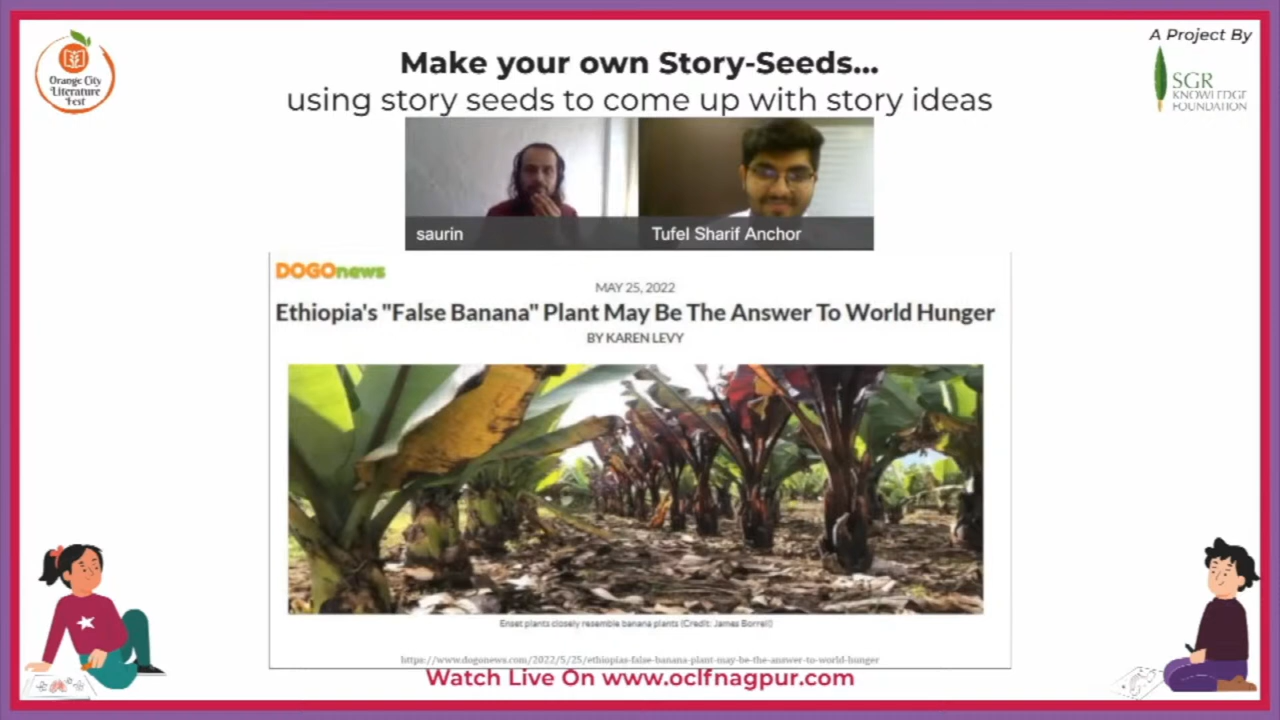 Orange City
Literature
Fest
A Project By
SGR
KNOWLEDGE
FOUNDATION
Make your own Story-Seeds...
using story seeds to come up with story ideas
saurin
Tufel Sharif Anchor
DOGOnews
MAY 25, 2022
Ethiopia's "False Banana" Plant May Be The Answer To World Hunger
BY KAREN LEVY
Enset plants closely resemble banana plants (Credit: James Borrell)
https://www.dogonews.com/2022/5/25/ethiopias-false-banana-plant-may-be-the-answer-to-world-hunger
Watch Live On www.oclfnagpur.com